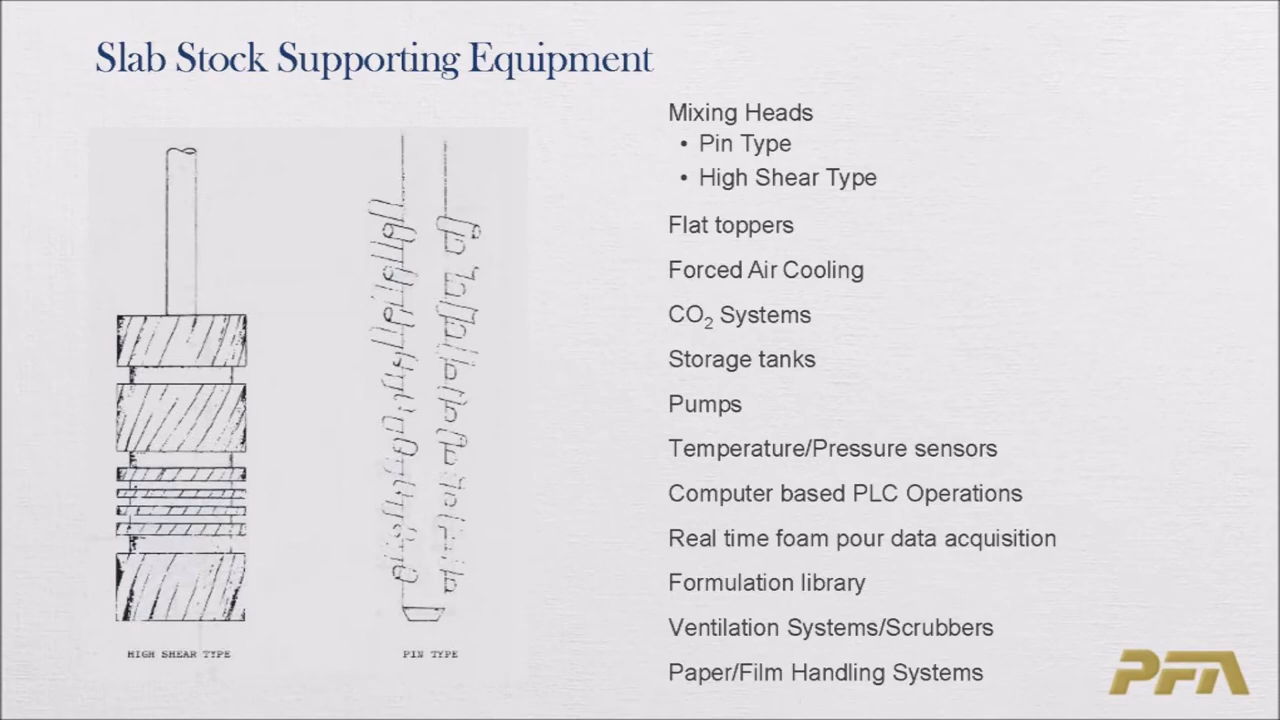 Slab Stock Supporting Equipment
Mixing Heads
• Pin Type
• High Shear Type
Flat toppers
Forced Air Cooling
CO₂ Systems
Storage tanks
Pumps
Temperature/Pressure sensors
Computer based PLC Operations
Real time foam pour data acquisition
Formulation library
Ventilation Systems/Scrubbers
Paper/Film Handling Systems
HIGH SHEAR TYPE
PIN TYPE
PFA